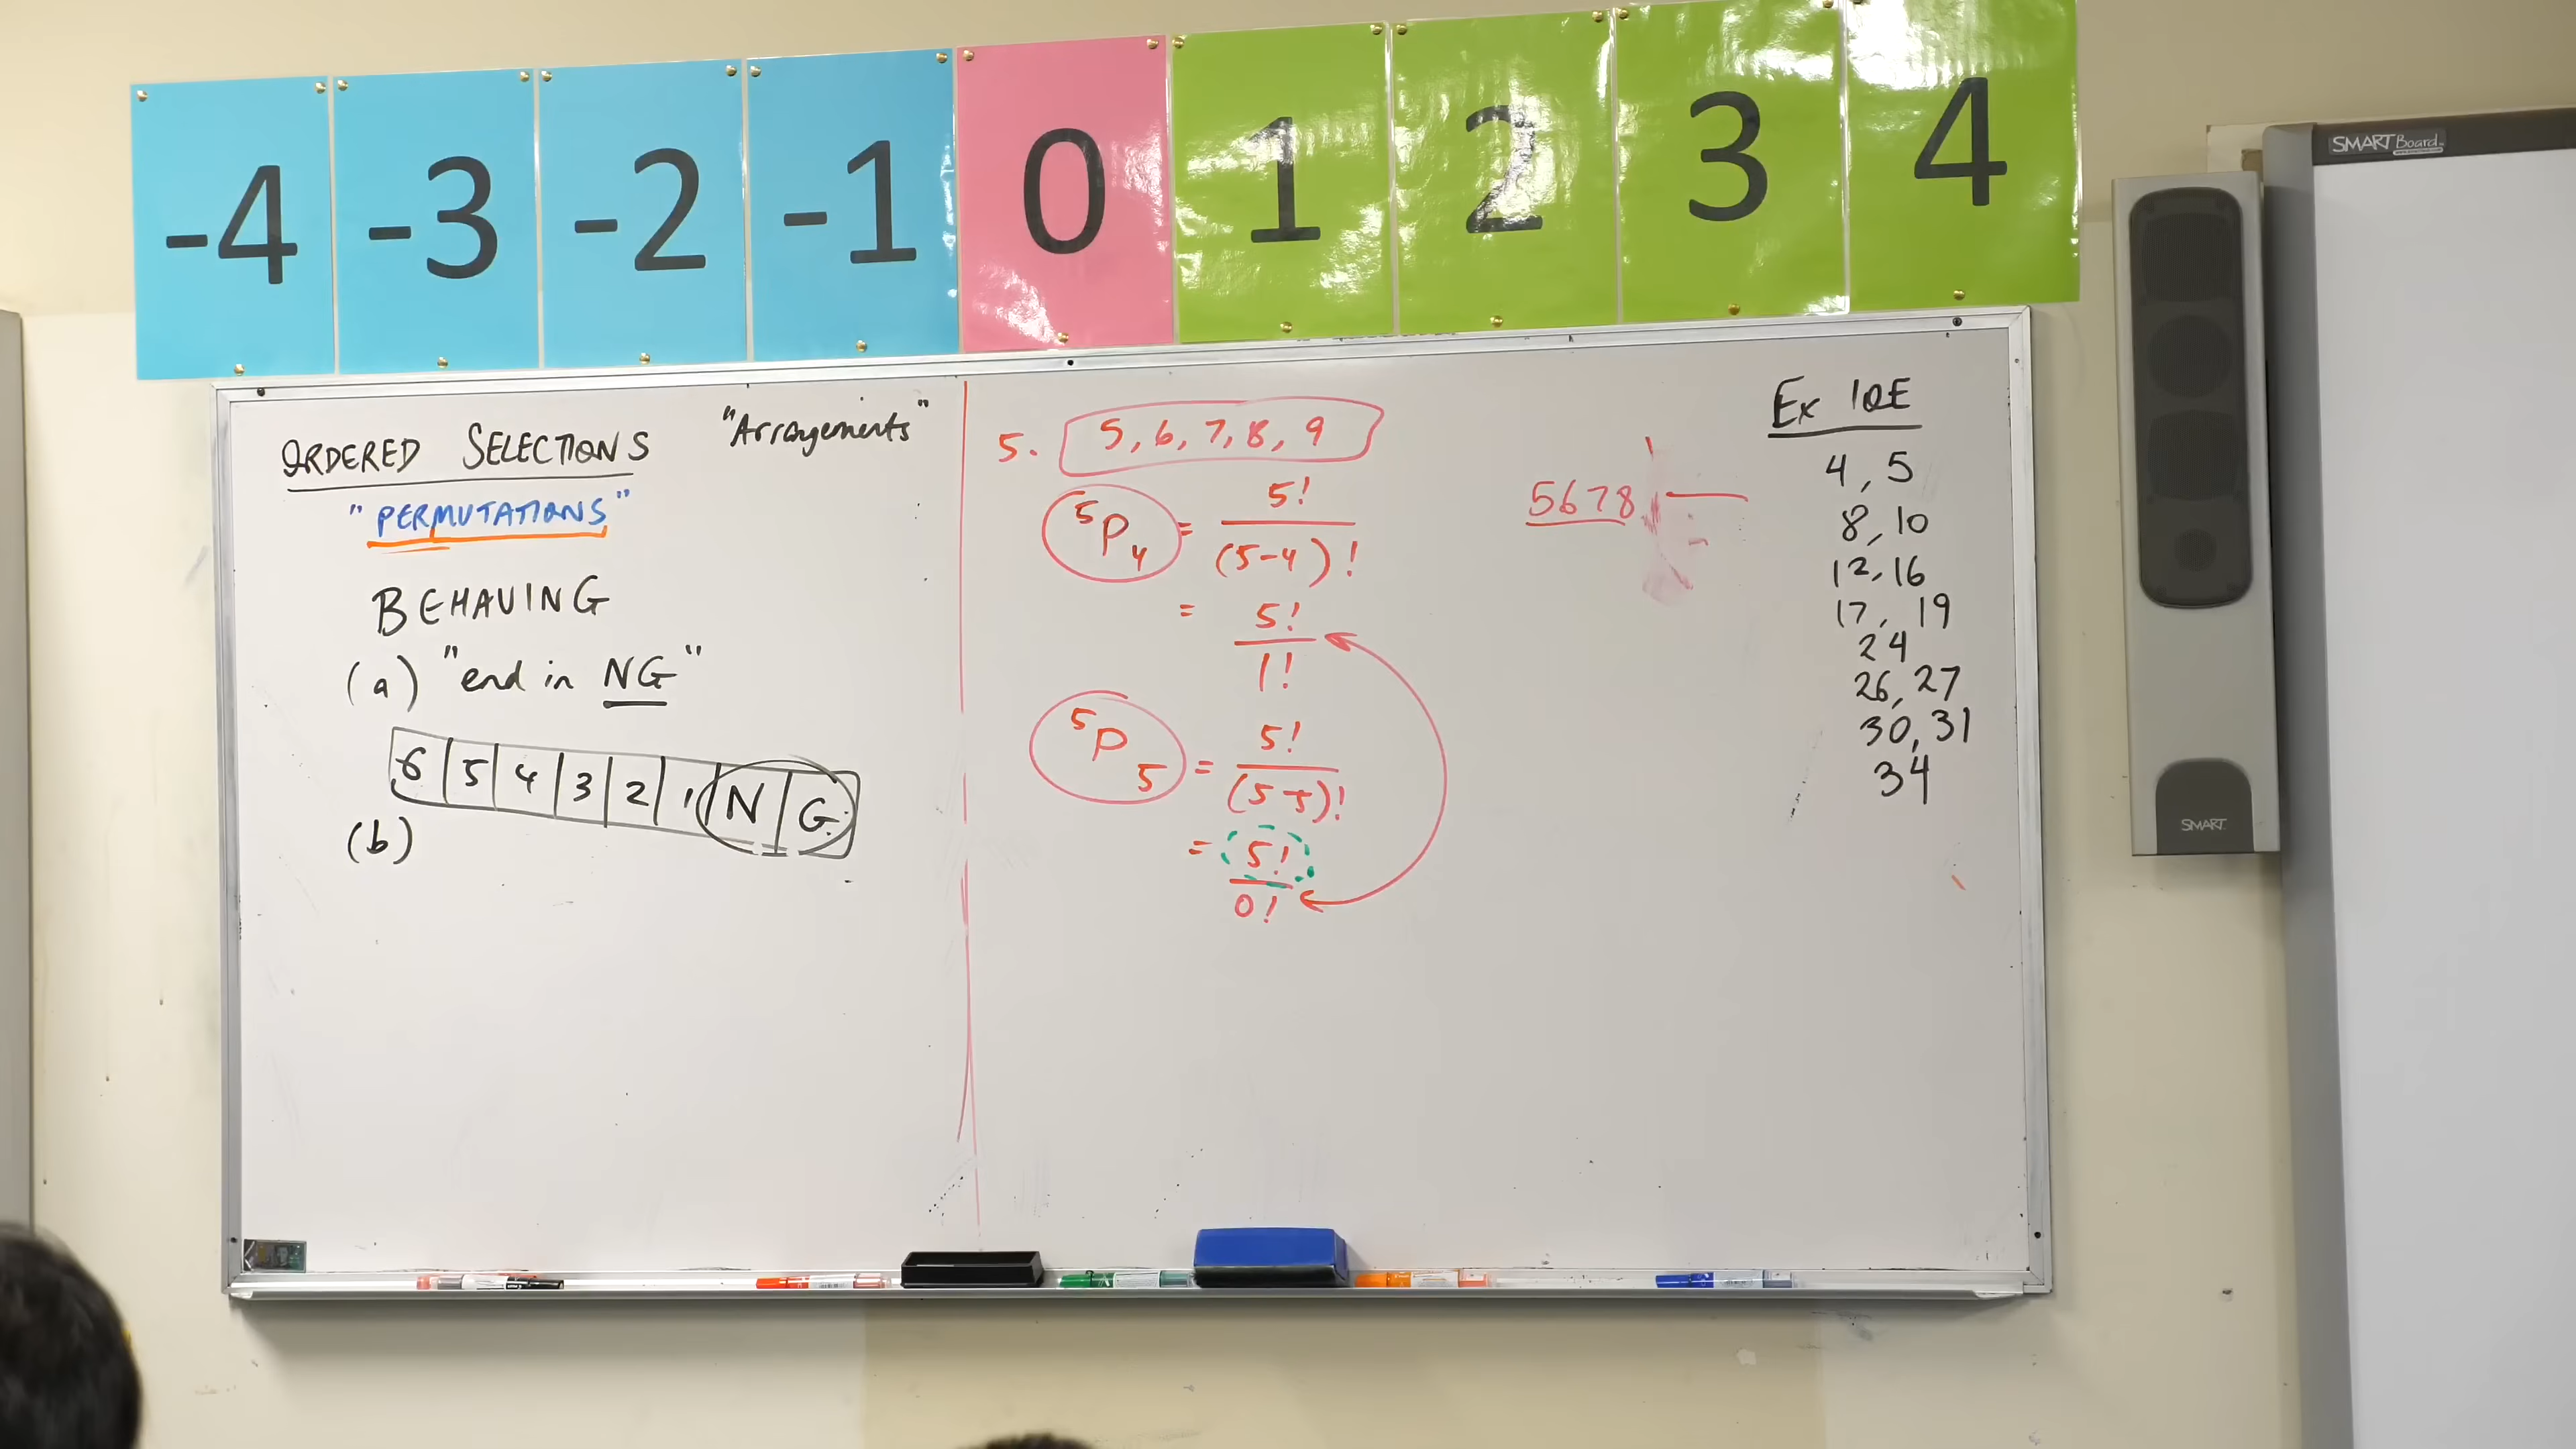 -4 -3 -2 -1 0 1 2 3 4
SMART Board
ORDERED SELECTIONS "Arrangements"
"PERMUTATIONS"
BEHAVING
(a) "end in NG"
6 5 4 3 2 1 N G
(b)
5. 5, 6, 7, 8, 9
⁵P₄ = 5!
(5-4)!
= 5!
1!
⁵P₅ = 5!
(5-5)!
= 5!
0!
5678
Ex 10E
4, 5
8, 10
12, 16
17, 19
24
26, 27
30, 31
34
SMART